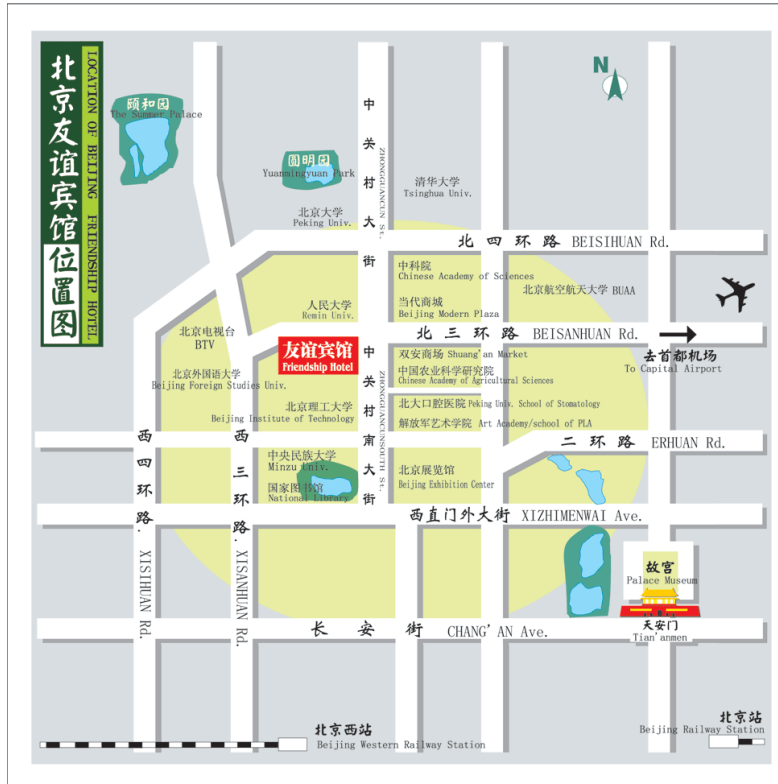 北京友谊宾馆位置图
LOCATION OF BEIJING FRIENDSHIP HOTEL
N
颐和园
The Summer Palace
圆明园
Yuanmingyuan Park
中关村大街
ZHONGGUANCUN St.
清华大学
Tsinghua Univ.
北京大学
Peking Univ.
北四环路 BEISIHUAN Rd.
中科院
Chinese Academy of Sciences
北京航空航天大学 BUAA
人民大学
Remin Univ.
当代商城
Beijing Modern Plaza
北三环路 BEISANHUAN Rd.
北京电视台
BTV
友谊宾馆
Friendship Hotel
双安商场 Shuang'an Market
去首都机场
To Capital Airport
中国农业科学研究院
Chinese Academy of Agricultural Sciences
北京外国语大学
Beijing Foreign Studies Univ.
中关村南大街
ZHONGGUANCUNSOUTH St.
北京理工大学
Beijing Institute of Technology
北大口腔医院 Peking Univ. School of Stomatology
解放军艺术学院 Art Academy/school of PLA
二环路 ERHUAN Rd.
西四环路. XISIHUAN Rd.
西三环路. XISANHUAN Rd.
中央民族大学
Minzu Univ.
国家图书馆
National Library
北京展览馆
Beijing Exhibition Center
西直门外大街 XIZHIMENWAI Ave.
故宫
Palace Museum
天安门
Tian'anmen
长安街 CHANG'AN Ave.
北京西站
Beijing Western Railway Station
北京站
Beijing Railway Station